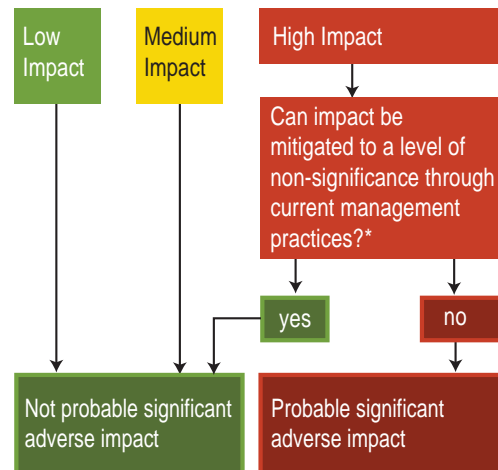 Low
Impact
Medium
Impact
High Impact
Can impact be
mitigated to a level of
non-significance through
current management
practices?*
yes
no
Not probable significant
adverse impact
Probable significant
adverse impact